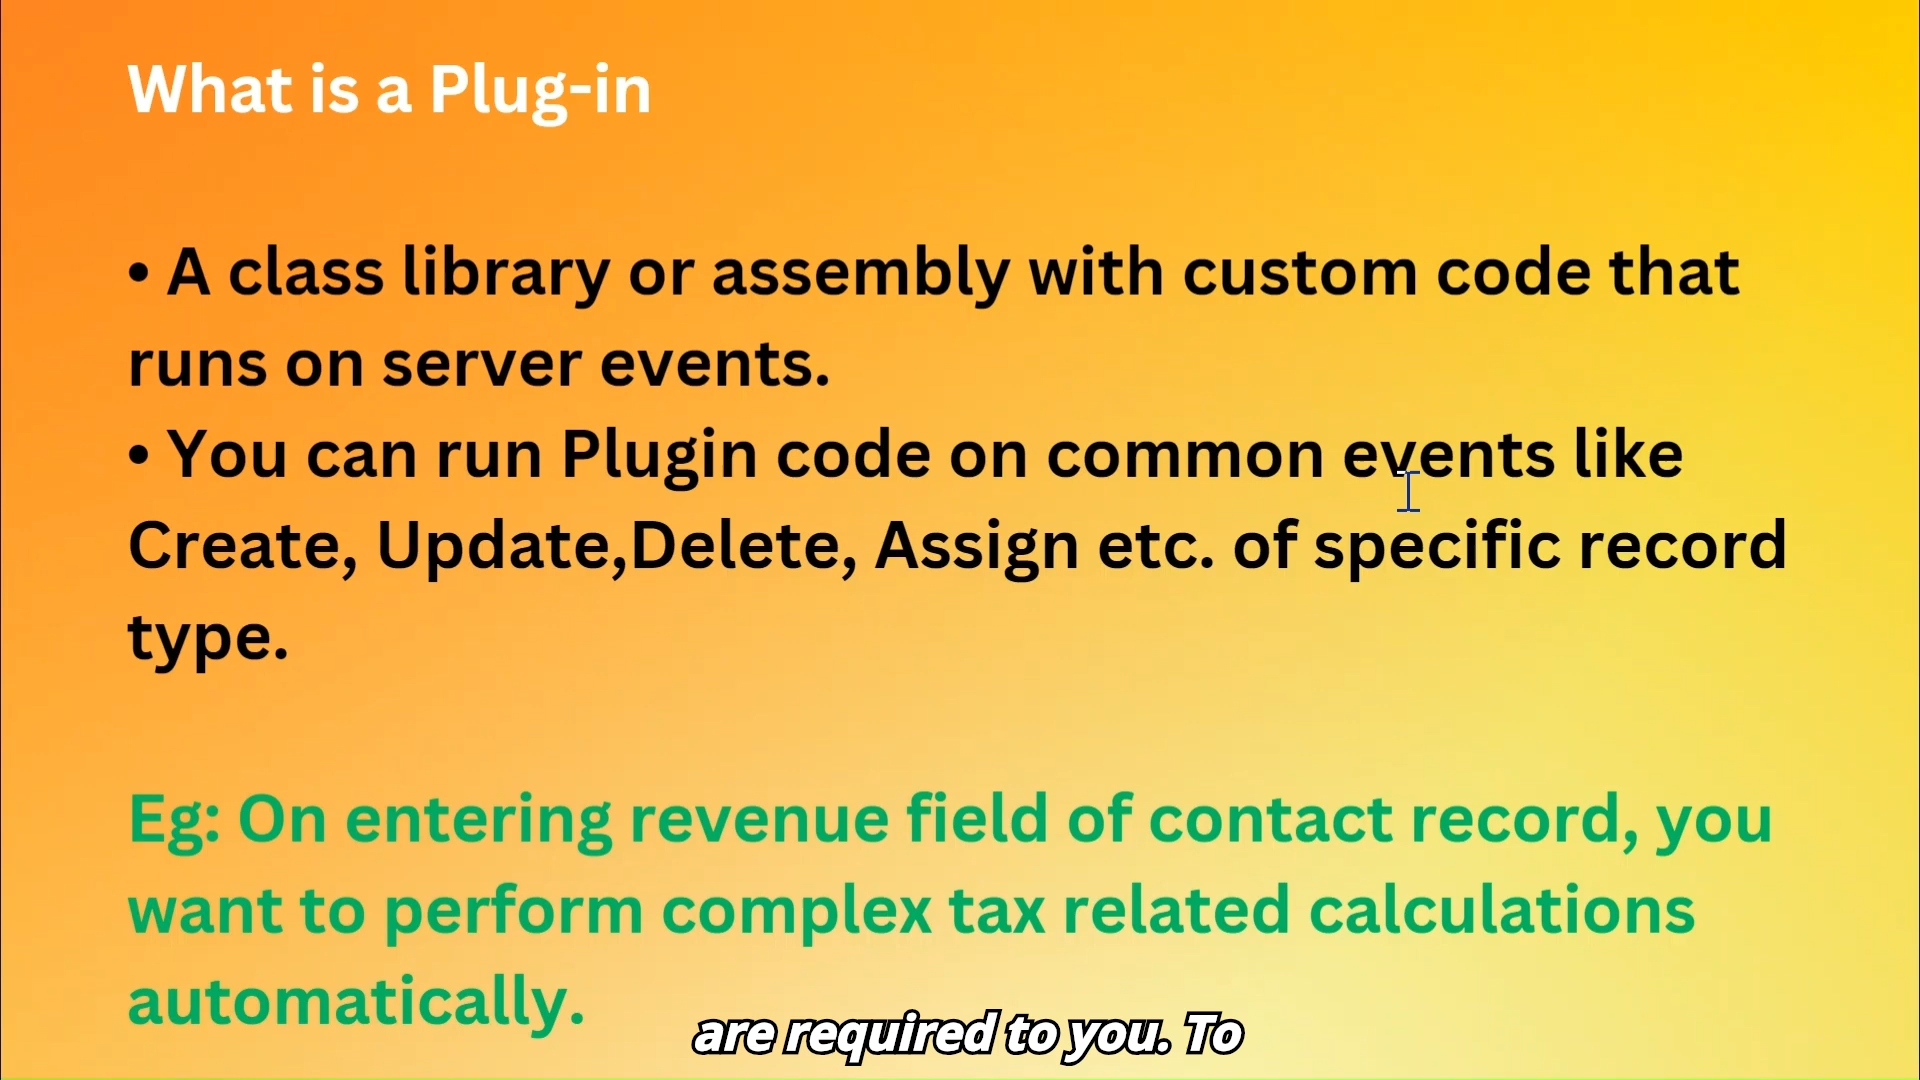 What is a Plug-in
• A class library or assembly with custom code that
runs on server events.
• You can run Plugin code on common events like
Create, Update,Delete, Assign etc. of specific record
type.
Eg: On entering revenue field of contact record, you
want to perform complex tax related calculations
automatically.
are required to you. To